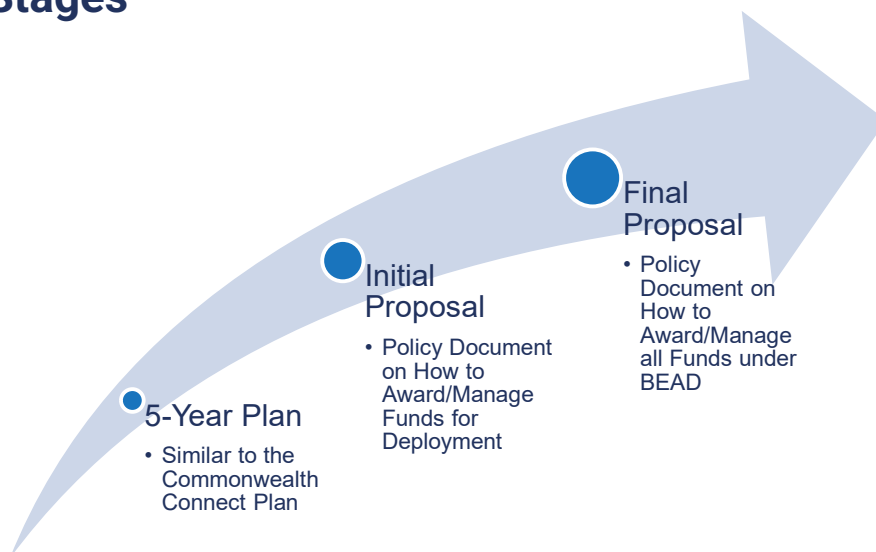 Stages
5-Year Plan
• Similar to the
Commonwealth
Connect Plan
Initial
Proposal
• Policy Document
on How to
Award/Manage
Funds for
Deployment
Final
Proposal
• Policy
Document on
How to
Award/Manage
all Funds under
BEAD